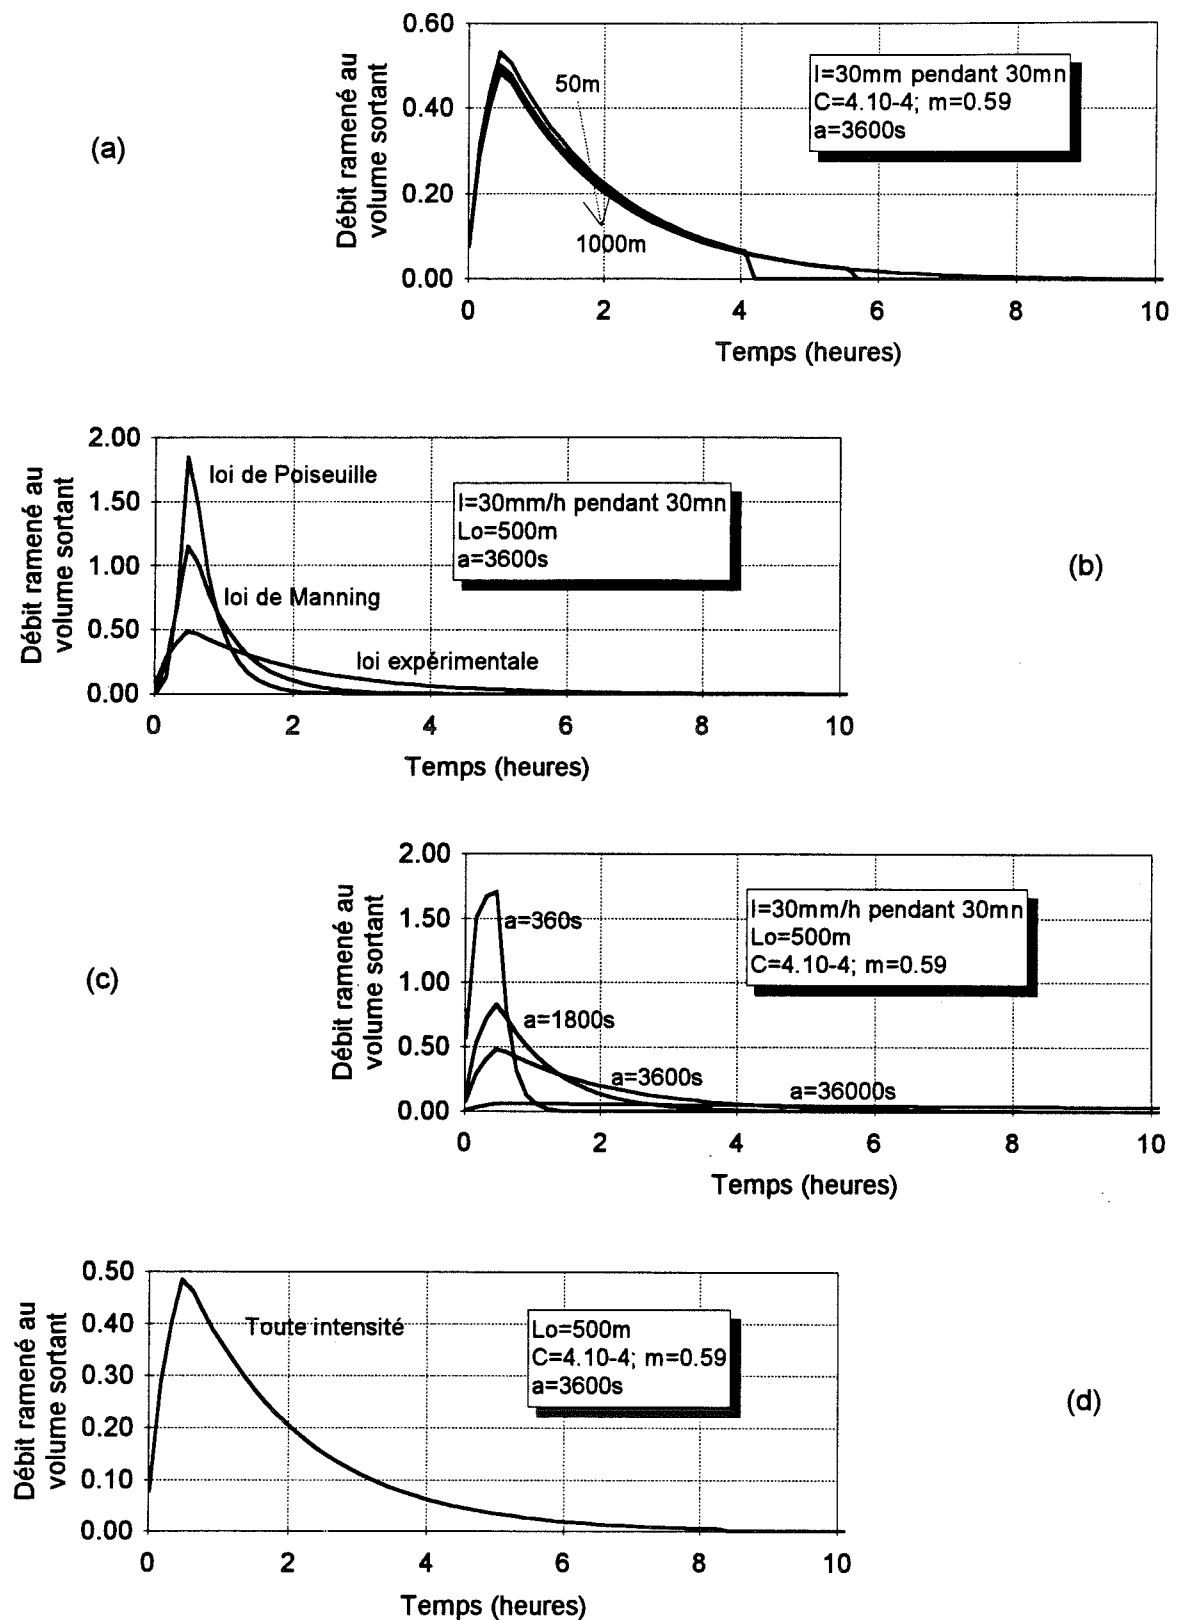 (a)
Débit ramené au
volume sortant
0.60
0.40
0.20
0.00
50m
1000m
I=30mm pendant 30mn
C=4.10-4; m=0.59
a=3600s
0 2 4 6 8 10
Temps (heures)
(b)
Débit ramené au
volume sortant
2.00
1.50
1.00
0.50
0.00
loi de Poiseuille
loi de Manning
loi expérimentale
I=30mm/h pendant 30mn
Lo=500m
a=3600s
0 2 4 6 8 10
Temps (heures)
(c)
Débit ramené au
volume sortant
2.00
1.50
1.00
0.50
0.00
a=360s
a=1800s
a=3600s
a=36000s
I=30mm/h pendant 30mn
Lo=500m
C=4.10-4; m=0.59
0 2 4 6 8 10
Temps (heures)
(d)
Débit ramené au
volume sortant
0.50
0.40
0.30
0.20
0.10
0.00
Toute intensité
Lo=500m
C=4.10-4; m=0.59
a=3600s
0 2 4 6 8 10
Temps (heures)